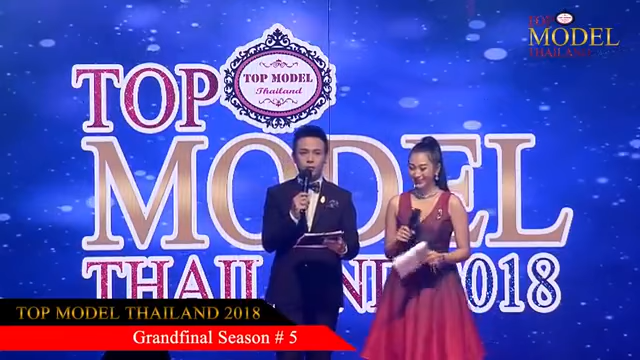 TOP
MODEL
THAILAND
TOP
TOP MODEL
Thailand
MODEL
THAILAND 2018
TOP MODEL THAILAND 2018
Grandfinal Season # 5